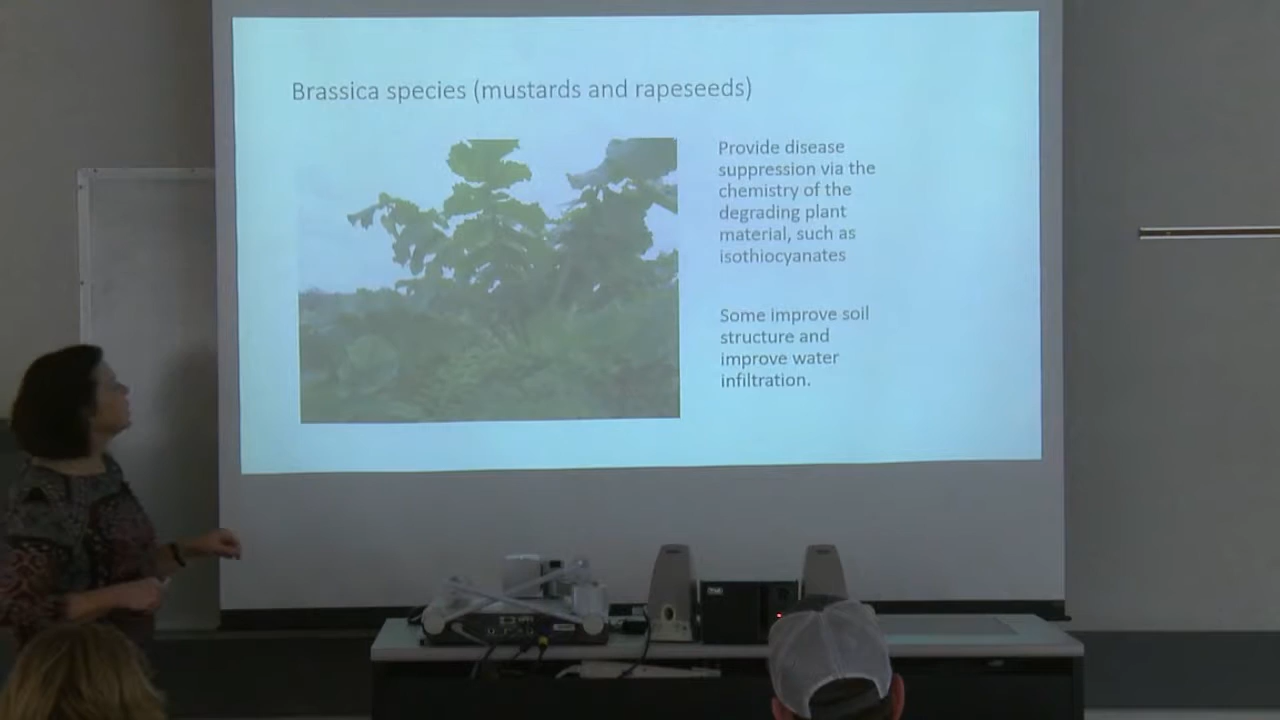 Brassica species (mustards and rapeseeds)
Provide disease
suppression via the
chemistry of the
degrading plant
material, such as
isothiocyanates
Some improve soil
structure and
improve water
infiltration.